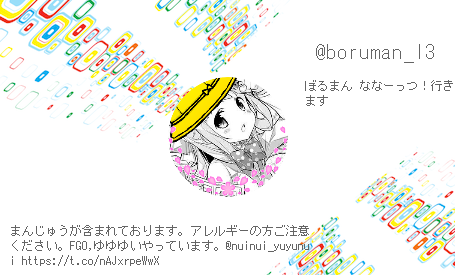 @boruman_l3
ぼるまん ななーっつ！行き
ます
まんじゅうが含まれております。アレルギーの方ご注意
ください。FGO,ゆゆゆいやっています。@nuinui_yuyunu
i https://t.co/nAJxrpeWwX